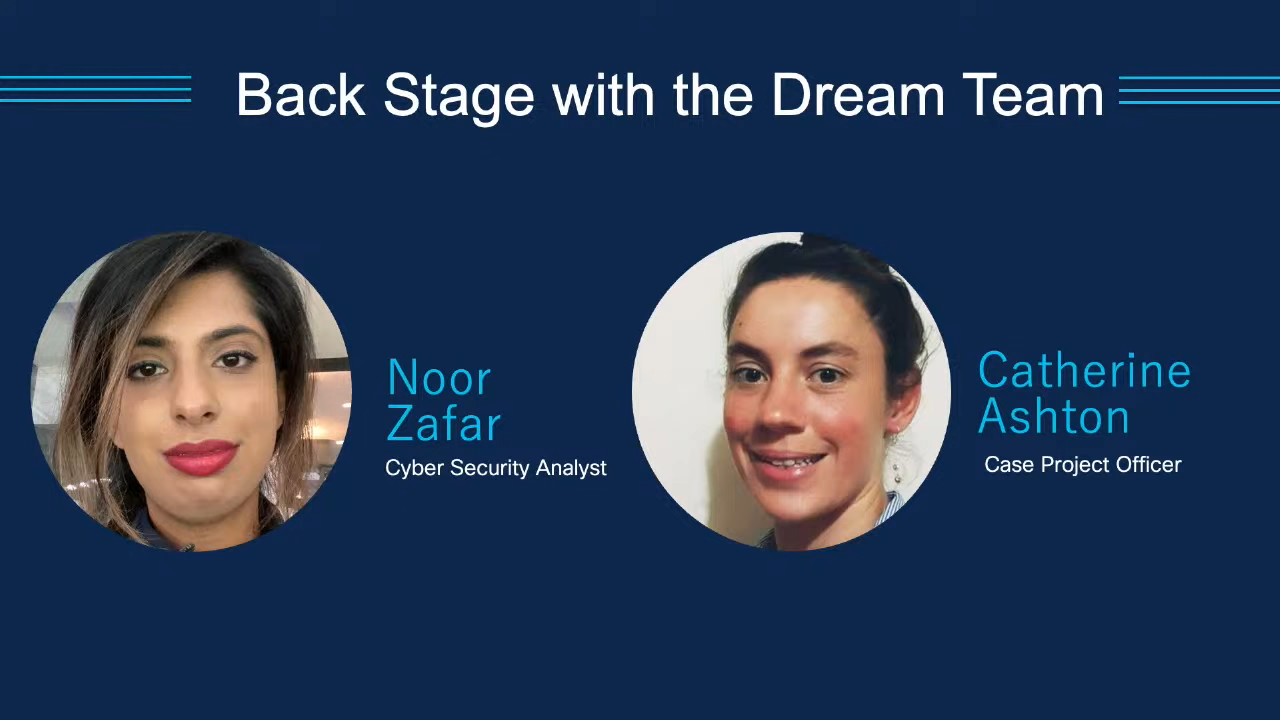 Back Stage with the Dream Team
Noor
Zafar
Cyber Security Analyst
Catherine
Ashton
Case Project Officer